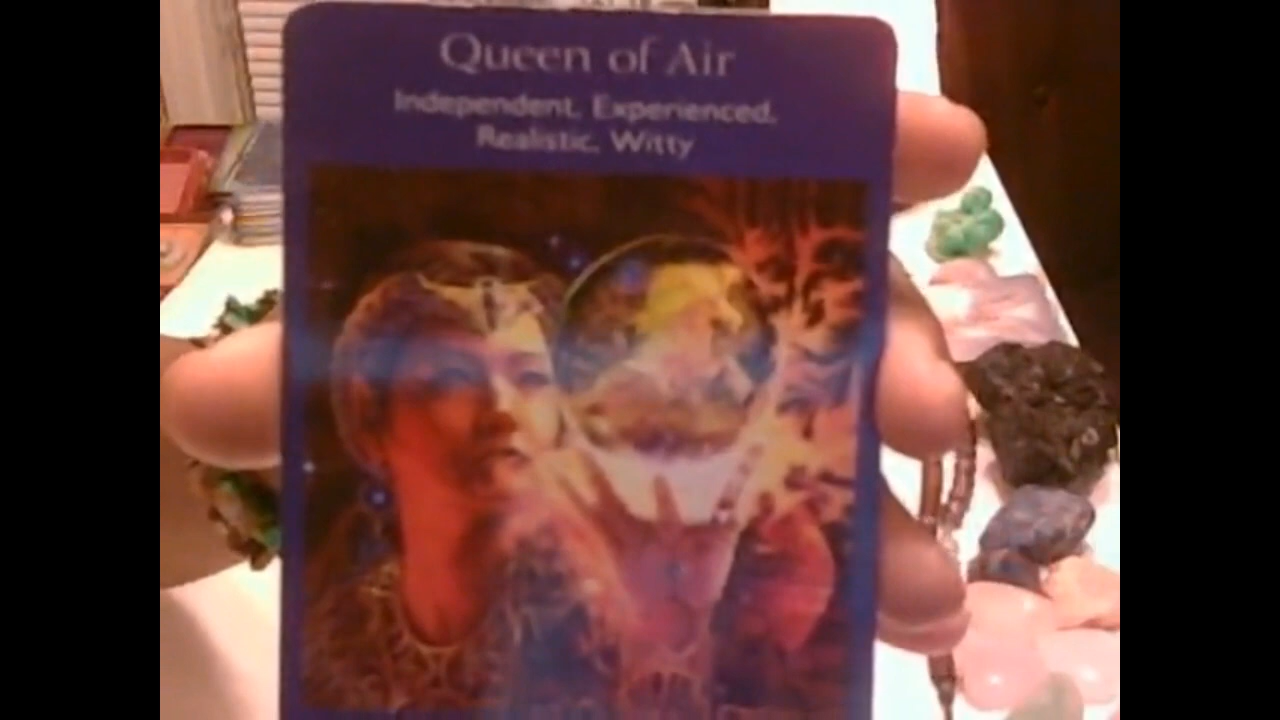 Queen of Air
Independent, Experienced,
Realistic, Witty